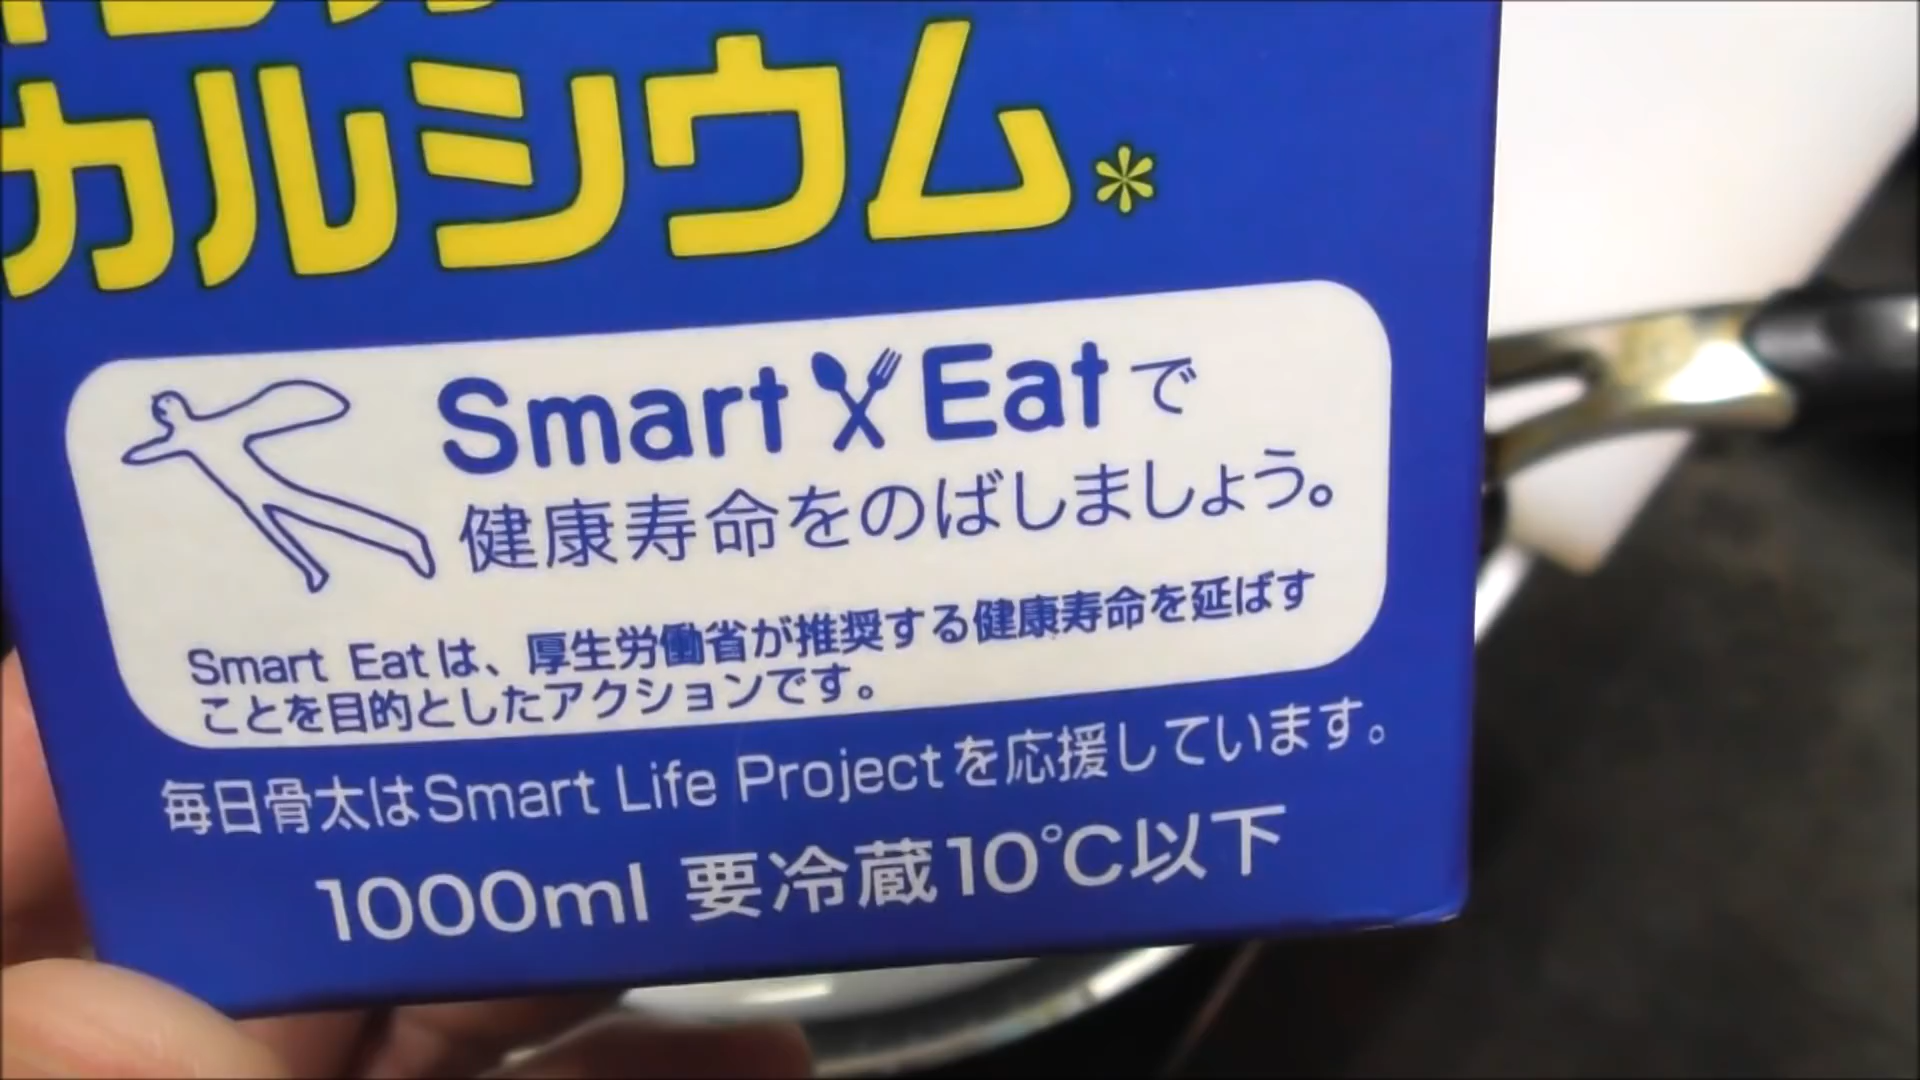 カルシウム*
Smart Eatで
健康寿命をのばしましょう。
Smart Eatは、厚生労働省が推奨する健康寿命を延ばす
ことを目的としたアクションです。
毎日骨太はSmart Life Projectを応援しています。
1000ml 要冷蔵10℃以下